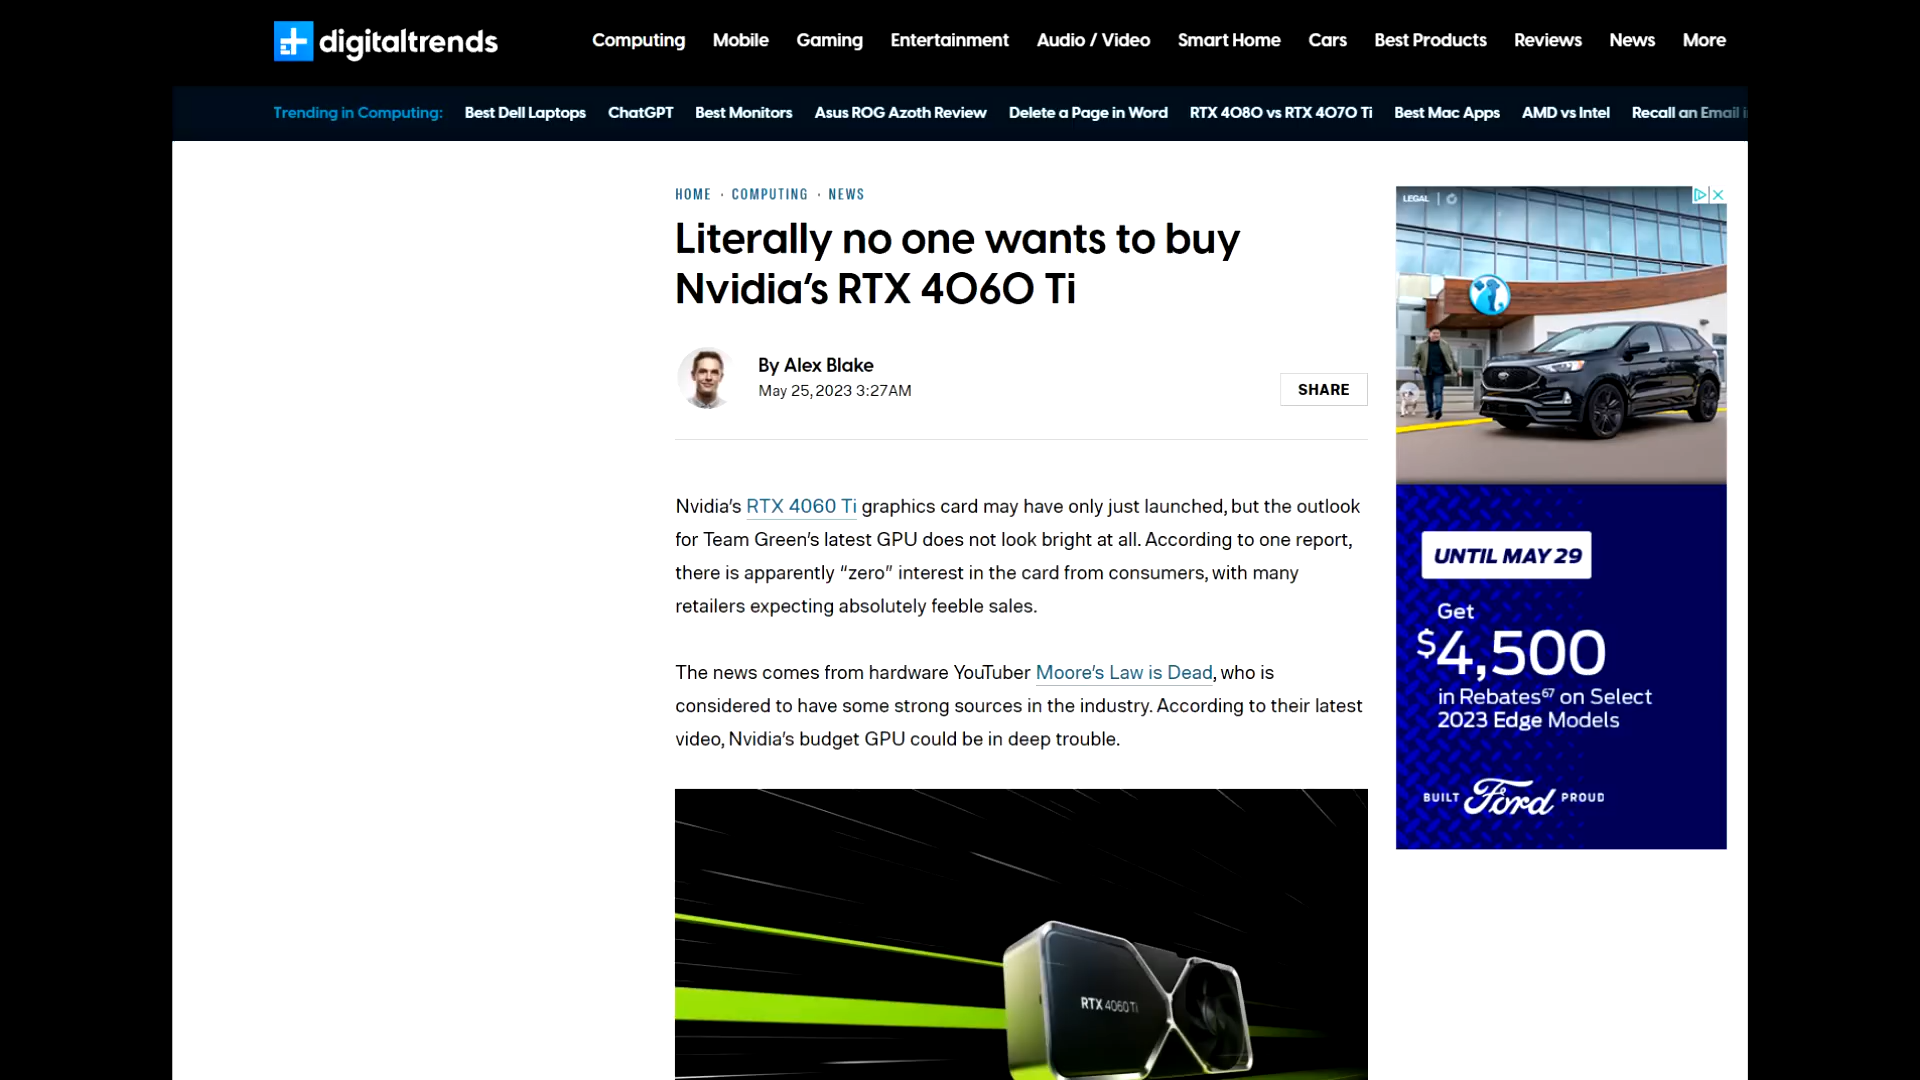 digitaltrends
Computing Mobile Gaming Entertainment Audio / Video Smart Home Cars Best Products Reviews News More
Trending in Computing: Best Dell Laptops ChatGPT Best Monitors Asus ROG Azoth Review Delete a Page in Word RTX 4080 vs RTX 4070 Ti Best Mac Apps AMD vs Intel Recall an Email i
HOME · COMPUTING · NEWS
Literally no one wants to buy
Nvidia’s RTX 4060 Ti
By Alex Blake
May 25, 2023 3:27AM
SHARE
Nvidia’s RTX 4060 Ti graphics card may have only just launched, but the outlook
for Team Green’s latest GPU does not look bright at all. According to one report,
there is apparently “zero” interest in the card from consumers, with many
retailers expecting absolutely feeble sales.
The news comes from hardware YouTuber Moore’s Law is Dead, who is
considered to have some strong sources in the industry. According to their latest
video, Nvidia’s budget GPU could be in deep trouble.
RTX 4060 Ti
LEGAL |
UNTIL MAY 29
Get
$4,500
in Rebates67 on Select
2023 Edge Models
BUILT Ford PROUD